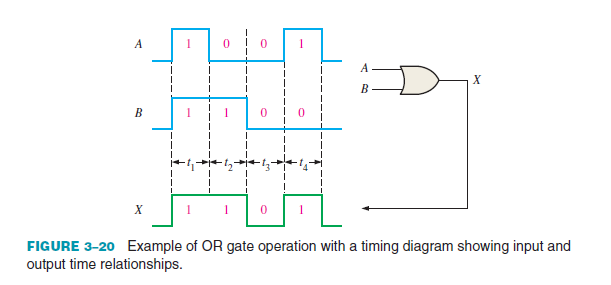 A 1 0 0 1
A
B
X
B 1 1 0 0
t1 t2 t3 t4
X 1 1 0 1
FIGURE 3–20 Example of OR gate operation with a timing diagram showing input and
output time relationships.